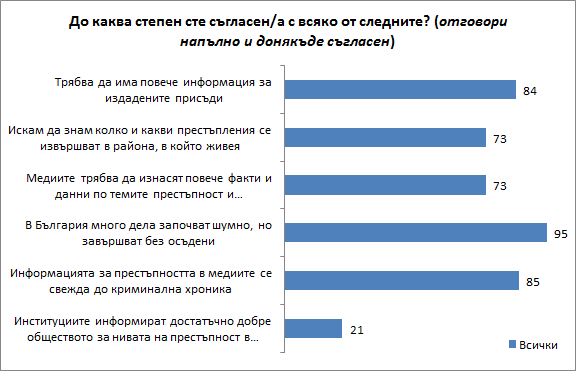 До каква степен сте съгласен/а с всяко от следните? (отговори
напълно и донякъде съгласен)
Трябва да има повече информация за
издадените присъди
84
Искам да знам колко и какви престъпления се
извършват в района, в който живея
73
Медиите трябва да изнасят повече факти и
данни по темите престъпност и...
73
В България много дела започват шумно, но
завършват без осъдени
95
Информацията за престъпността в медиите се
свежда до криминална хроника
85
Институциите информират достатъчно добре
обществото за нивата на престъпност в...
21
Всички